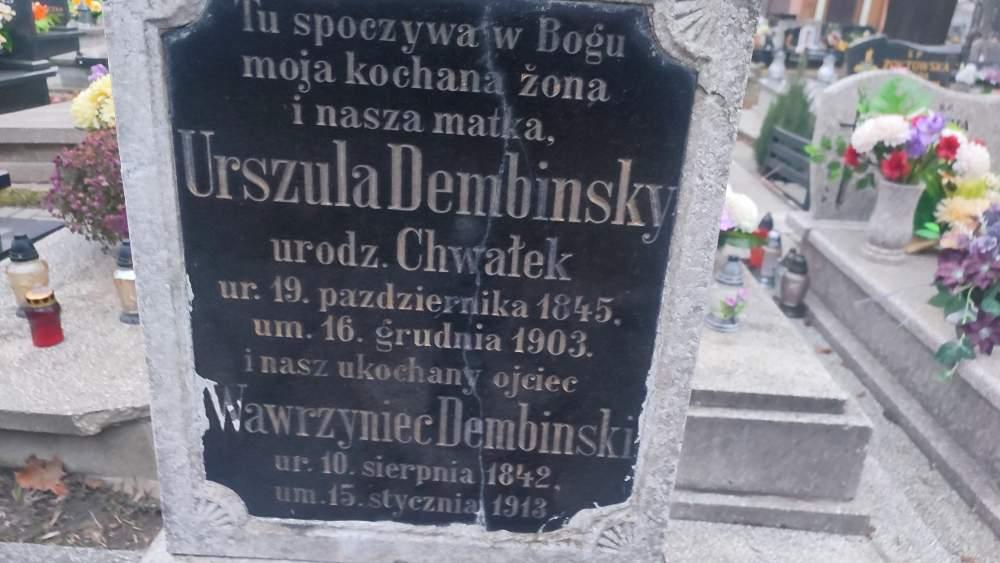 Tu spoczywa w Bogu
moja kochana žona
i nasza matka,
Urszula Dembinsky
urodz. Chwałek
ur. 19. pazdziernika 1845.
um. 16. grudnia 1903.
i nasz ukochany ojciec
Wawrzyniec Dembinski
ur. 10. sierpnia 1842.
um. 15. stycznia 1913